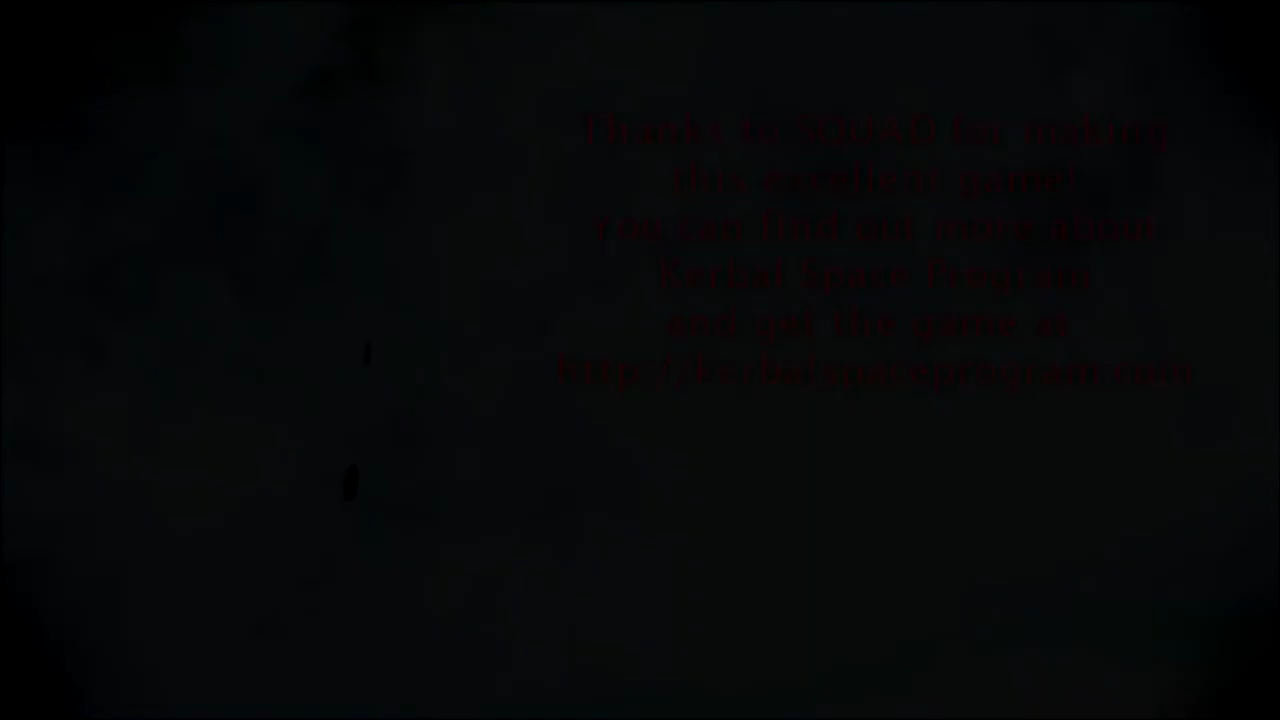 Thanks to SQUAD for making
this excellent game!
You can find out more about
Kerbal Space Program
and get the game at
http://kerbalspaceprogram.com